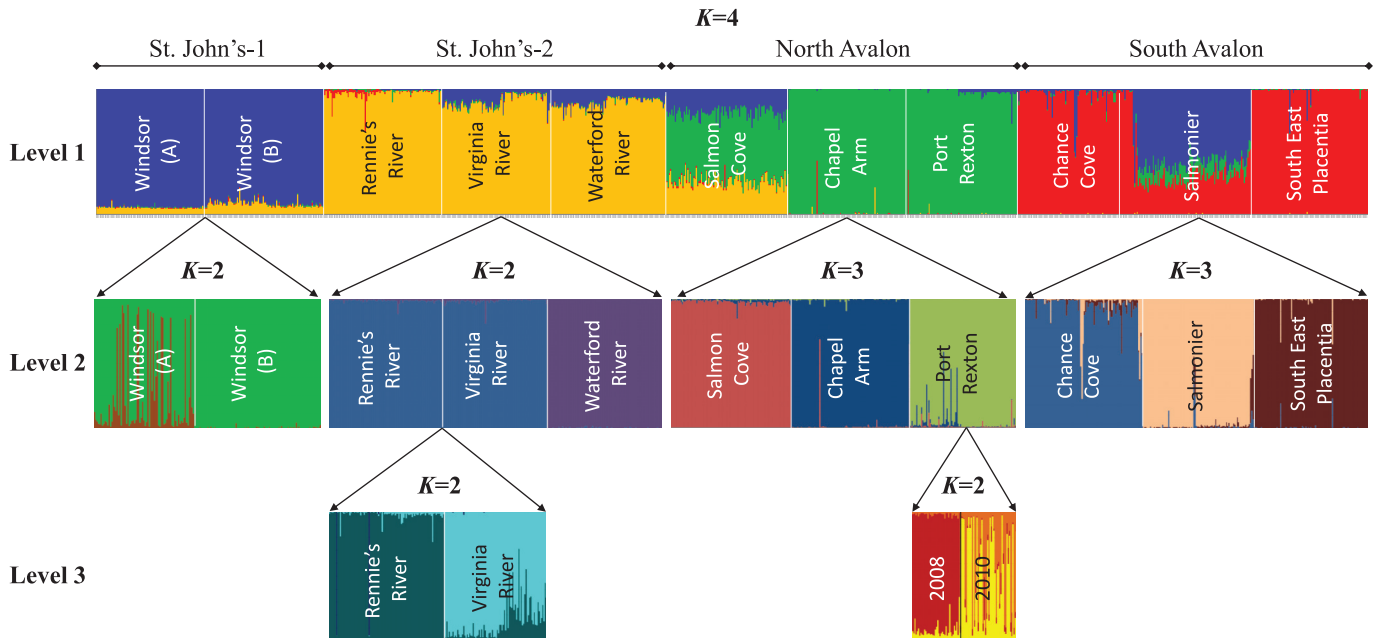 K=4
St. John's-1
St. John's-2
North Avalon
South Avalon
Level 1
Windsor
(A)
Windsor
(B)
Rennie's
River
Virginia
River
Waterford
River
Salmon
Cove
Chapel
Arm
Port
Rexton
Chance
Cove
Salmonier
South East
Placentia
K=2
K=2
K=3
K=3
Level 2
Windsor
(A)
Windsor
(B)
Rennie's
River
Virginia
River
Waterford
River
Salmon
Cove
Chapel
Arm
Port
Rexton
Chance
Cove
Salmonier
South East
Placentia
K=2
K=2
Level 3
Rennie's
River
Virginia
River
2008
2010